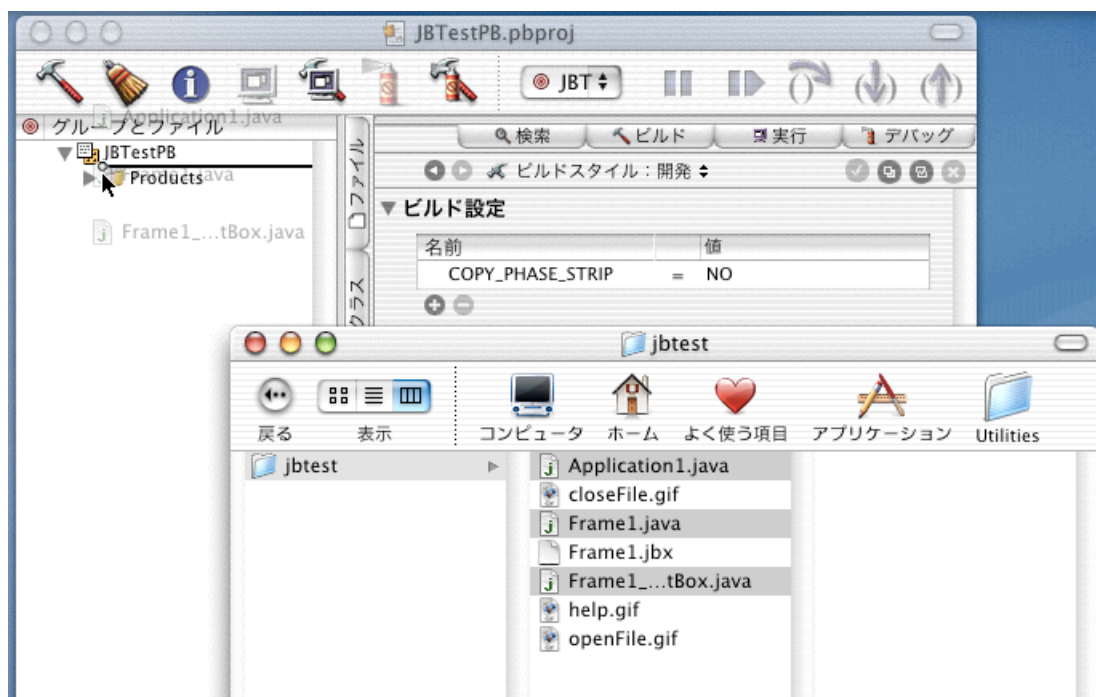 JBTestPB.pbproj
JBT
Application1.java
グループとファイル
JBTestPB
Frame1.java
Products
Frame1_...tBox.java
ファイル
クラス
検索 ビルド 実行 デバッグ
ビルドスタイル:開発
ビルド設定
名前 値
COPY_PHASE_STRIP = NO
jbtest
戻る 表示 コンピュータ ホーム よく使う項目 アプリケーション Utilities
jbtest
Application1.java
closeFile.gif
Frame1.java
Frame1.jbx
Frame1_...tBox.java
help.gif
openFile.gif